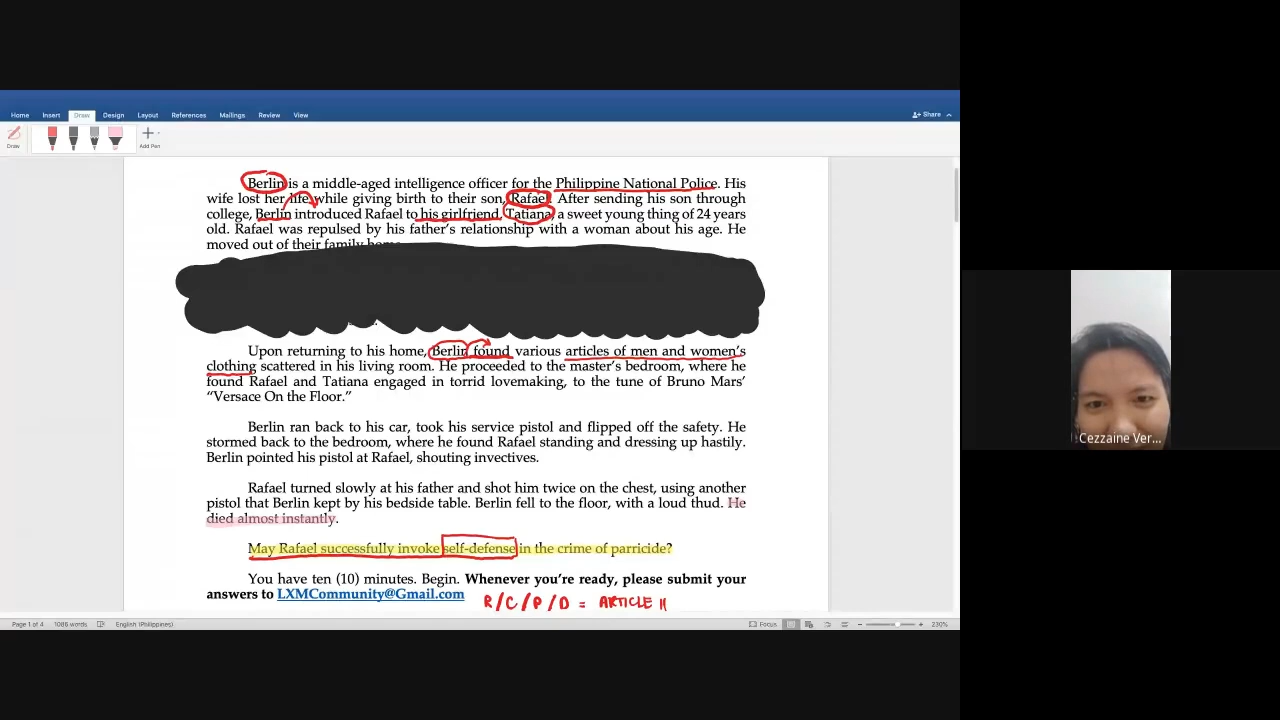 Home Insert Draw Design Layout References Mailings Review View Share
Draw Add Pen
Berlin is a middle-aged intelligence officer for the Philippine National Police. His
wife lost her life while giving birth to their son, Rafael. After sending his son through
college, Berlin introduced Rafael to his girlfriend, Tatiana, a sweet young thing of 24 years
old. Rafael was repulsed by his father's relationship with a woman about his age. He
moved out of their family home.
Upon returning to his home, Berlin found various articles of men and women's
clothing scattered in his living room. He proceeded to the master's bedroom, where he
found Rafael and Tatiana engaged in torrid lovemaking, to the tune of Bruno Mars'
"Versace On the Floor."
Berlin ran back to his car, took his service pistol and flipped off the safety. He
stormed back to the bedroom, where he found Rafael standing and dressing up hastily.
Berlin pointed his pistol at Rafael, shouting invectives.
Rafael turned slowly at his father and shot him twice on the chest, using another
pistol that Berlin kept by his bedside table. Berlin fell to the floor, with a loud thud. He
died almost instantly.
May Rafael successfully invoke self-defense in the crime of parricide?
You have ten (10) minutes. Begin. Whenever you're ready, please submit your
answers to LXMCommunity@Gmail.com
R/C/P/D = ARTICLE 11
Page 1 of 4 1086 words English (Philippines) Focus 230%
Cezzaine Ver...